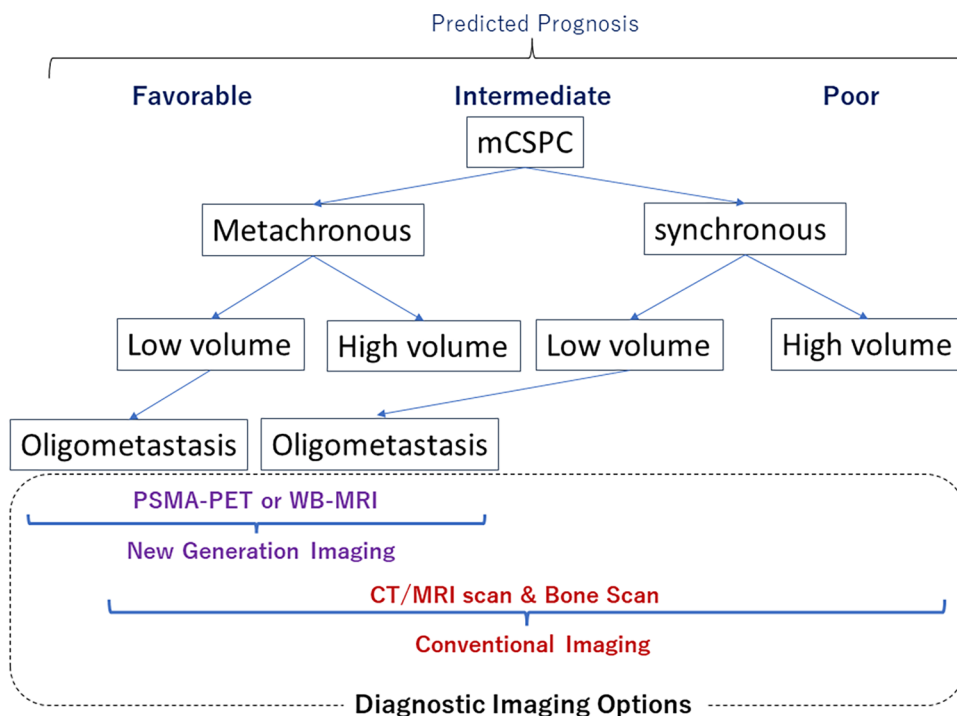 Predicted Prognosis
Favorable Intermediate Poor
mCSPC
Metachronous synchronous
Low volume High volume Low volume High volume
Oligometastasis Oligometastasis
PSMA-PET or WB-MRI
New Generation Imaging
CT/MRI scan & Bone Scan
Conventional Imaging
Diagnostic Imaging Options